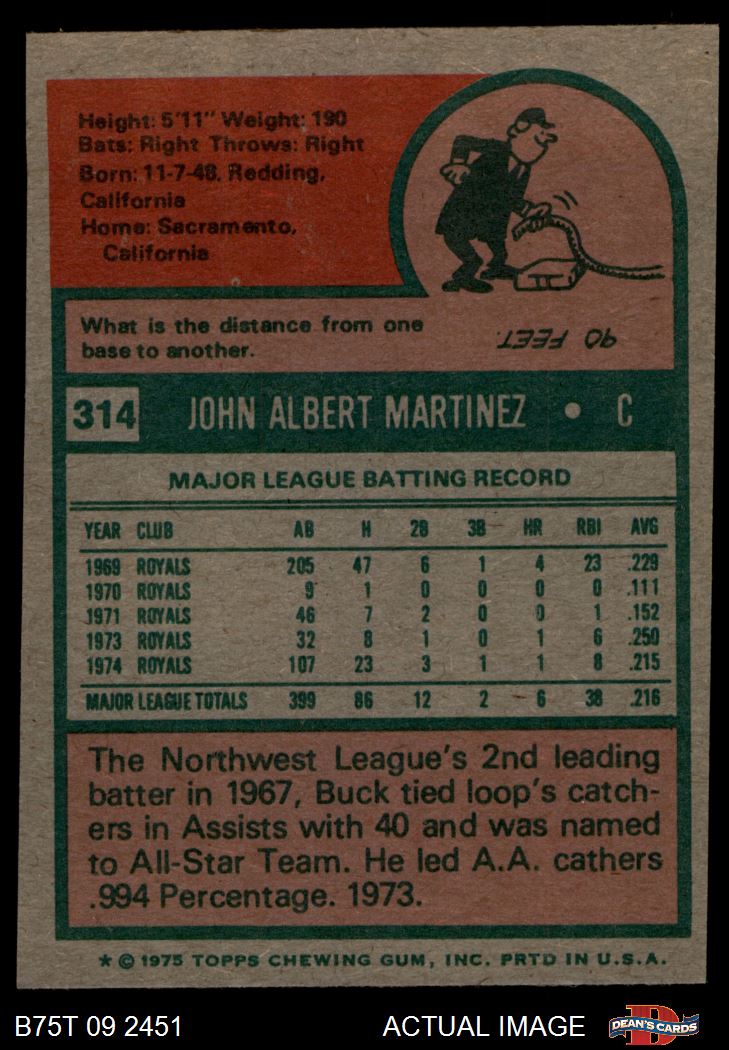 Height: 5'11" Weight: 190
Bats: Right Throws: Right
Born: 11-7-48. Redding,
California
Home: Sacramento,
California
What is the distance from one
base to another.
90 FEET.
314 JOHN ALBERT MARTINEZ • C
MAJOR LEAGUE BATTING RECORD
YEAR CLUB AB H 2B 3B HR RBI AVG
1969 ROYALS 205 47 6 1 4 23 .229
1970 ROYALS 9 1 0 0 0 0 .111
1971 ROYALS 46 7 2 0 0 1 .152
1973 ROYALS 32 8 1 0 1 6 .250
1974 ROYALS 107 23 3 1 1 8 .215
MAJOR LEAGUE TOTALS 399 86 12 2 6 38 .216
The Northwest League's 2nd leading
batter in 1967, Buck tied loop's catch-
ers in Assists with 40 and was named
to All-Star Team. He led A.A. cathers
.994 Percentage. 1973.
* © 1975 TOPPS CHEWING GUM, INC. PRTD IN U.S.A.
B75T 09 2451 ACTUAL IMAGE DEAN'S CARDS